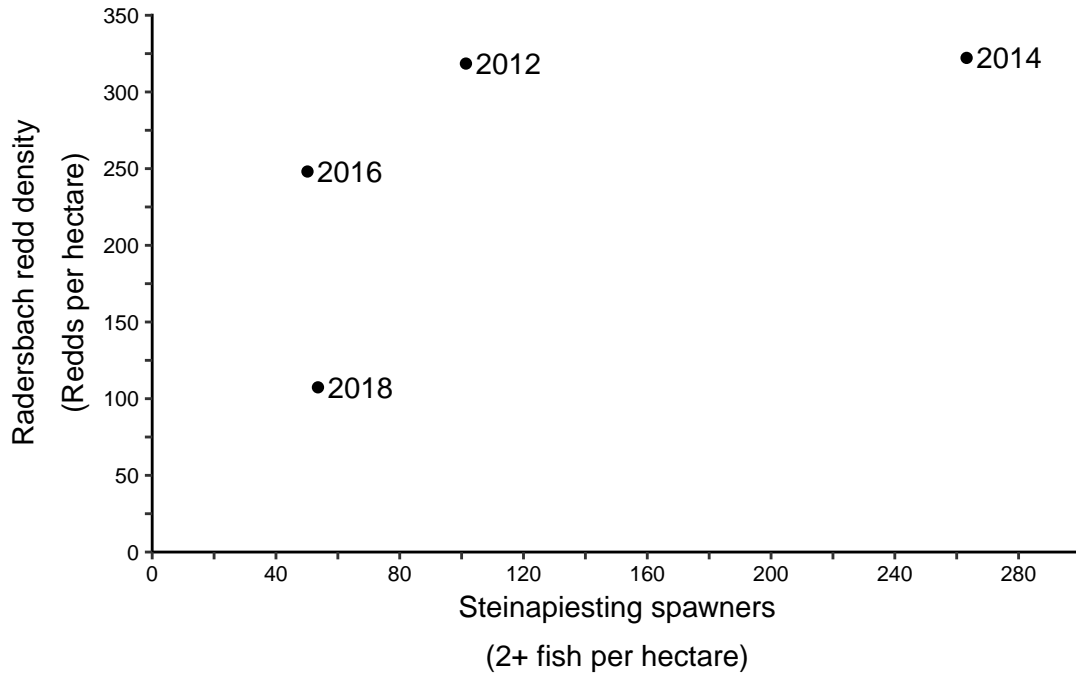 Radersbach redd density
(Redds per hectare)
350
300
250
200
150
100
50
0
2012
2014
2016
2018
0 40 80 120 160 200 240 280
Steinapiesting spawners
(2+ fish per hectare)